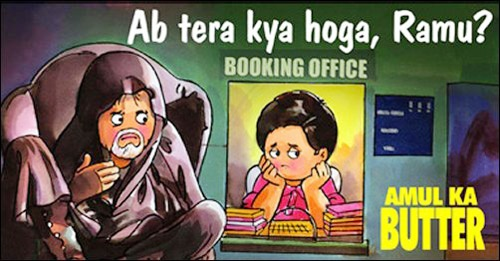 Ab tera kya hoga, Ramu?
BOOKING OFFICE
AMUL KA
BUTTER